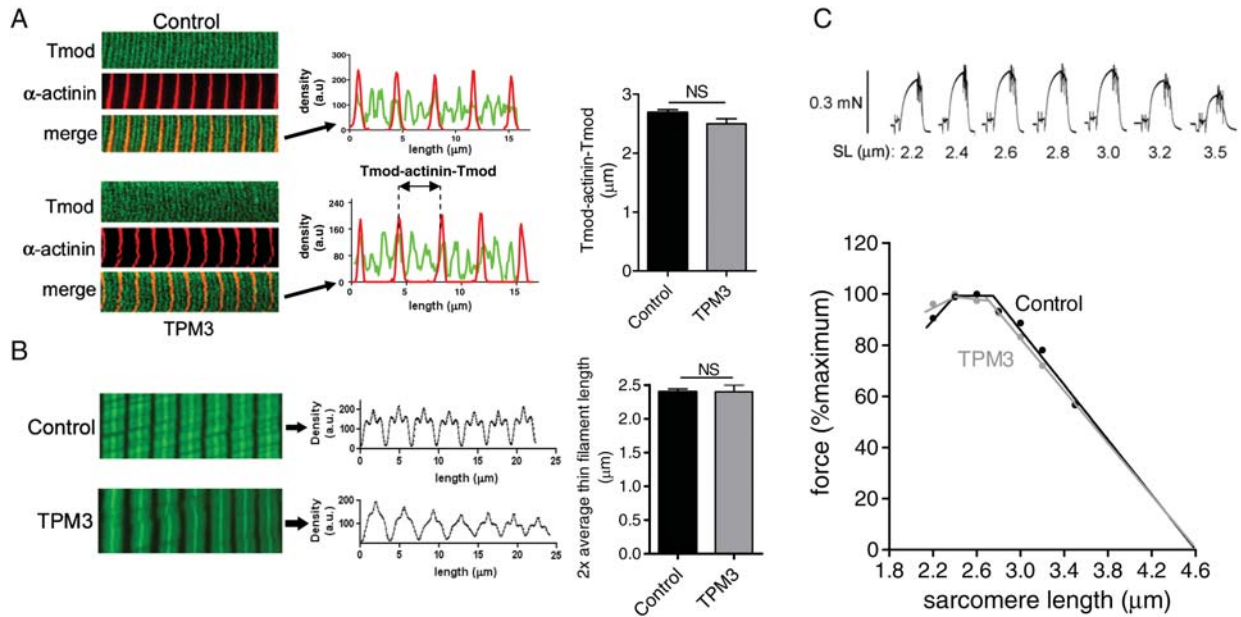 A
Control
Tmod
α-actinin
merge
density
(a.u)
300
200
100
0
0 5 10 15
length (μm)
Tmod-actinin-Tmod
Tmod
α-actinin
merge
TPM3
density
(a.u)
240
160
80
0
0 5 10 15
length (μm)
Tmod-actinin-Tmod
(μm)
3
2
1
0
NS
Control
TPM3
B
Control
Density
(a.u.)
200
100
0 5 10 15 20 25
length (μm)
TPM3
Density
(a.u.)
200
100
0 5 10 15 20 25
length (μm)
2x average thin filament length
(μm)
2.5
2.0
1.5
1.0
0.5
0.0
NS
Control
TPM3
C
0.3 mN
SL (μm): 2.2 2.4 2.6 2.8 3.0 3.2 3.5
force (%maximum)
120
100
80
60
40
20
0
Control
TPM3
1.8 2.2 2.6 3.0 3.4 3.8 4.2 4.6
sarcomere length (μm)